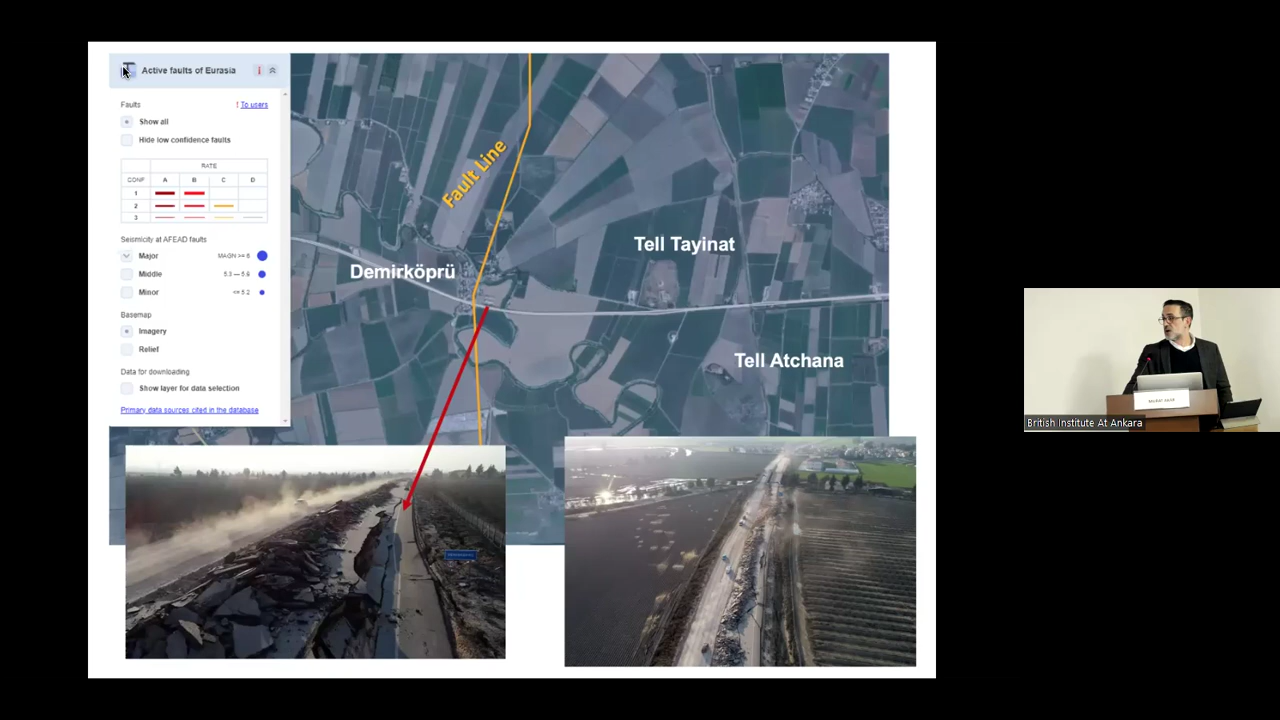 Active faults of Eurasia
Faults
! To users
Show all
Hide low confidence faults
RATE
CONF A B C D
1
2
3
Seismicity at AFEAD faults
Major MAGN >= 6
Middle 5.3 — 5.9
Minor <= 5.2
Basemap
Imagery
Relief
Data for downloading
Show layer for data selection
Primary data sources cited in the database
Fault Line
Demirköprü
Tell Tayinat
Tell Atchana
British Institute At Ankara